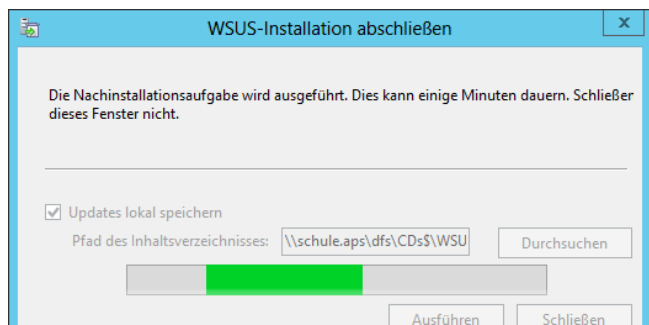 WSUS-Installation abschließen
x
Die Nachinstallationsaufgabe wird ausgeführt. Dies kann einige Minuten dauern. Schließen
dieses Fenster nicht.
Updates lokal speichern
Pfad des Inhaltsverzeichnisses: \\schule.aps\dfs\CDs$\WSU Durchsuchen
Ausführen Schließen